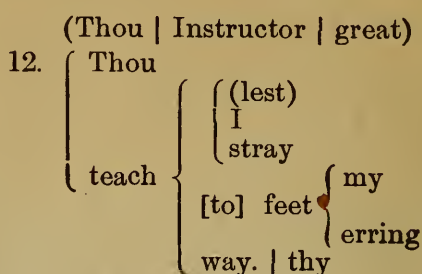 (Thou | Instructor | great)
12. Thou
(lest)
I
stray
teach
[to] feet
my
erring
way. | thy